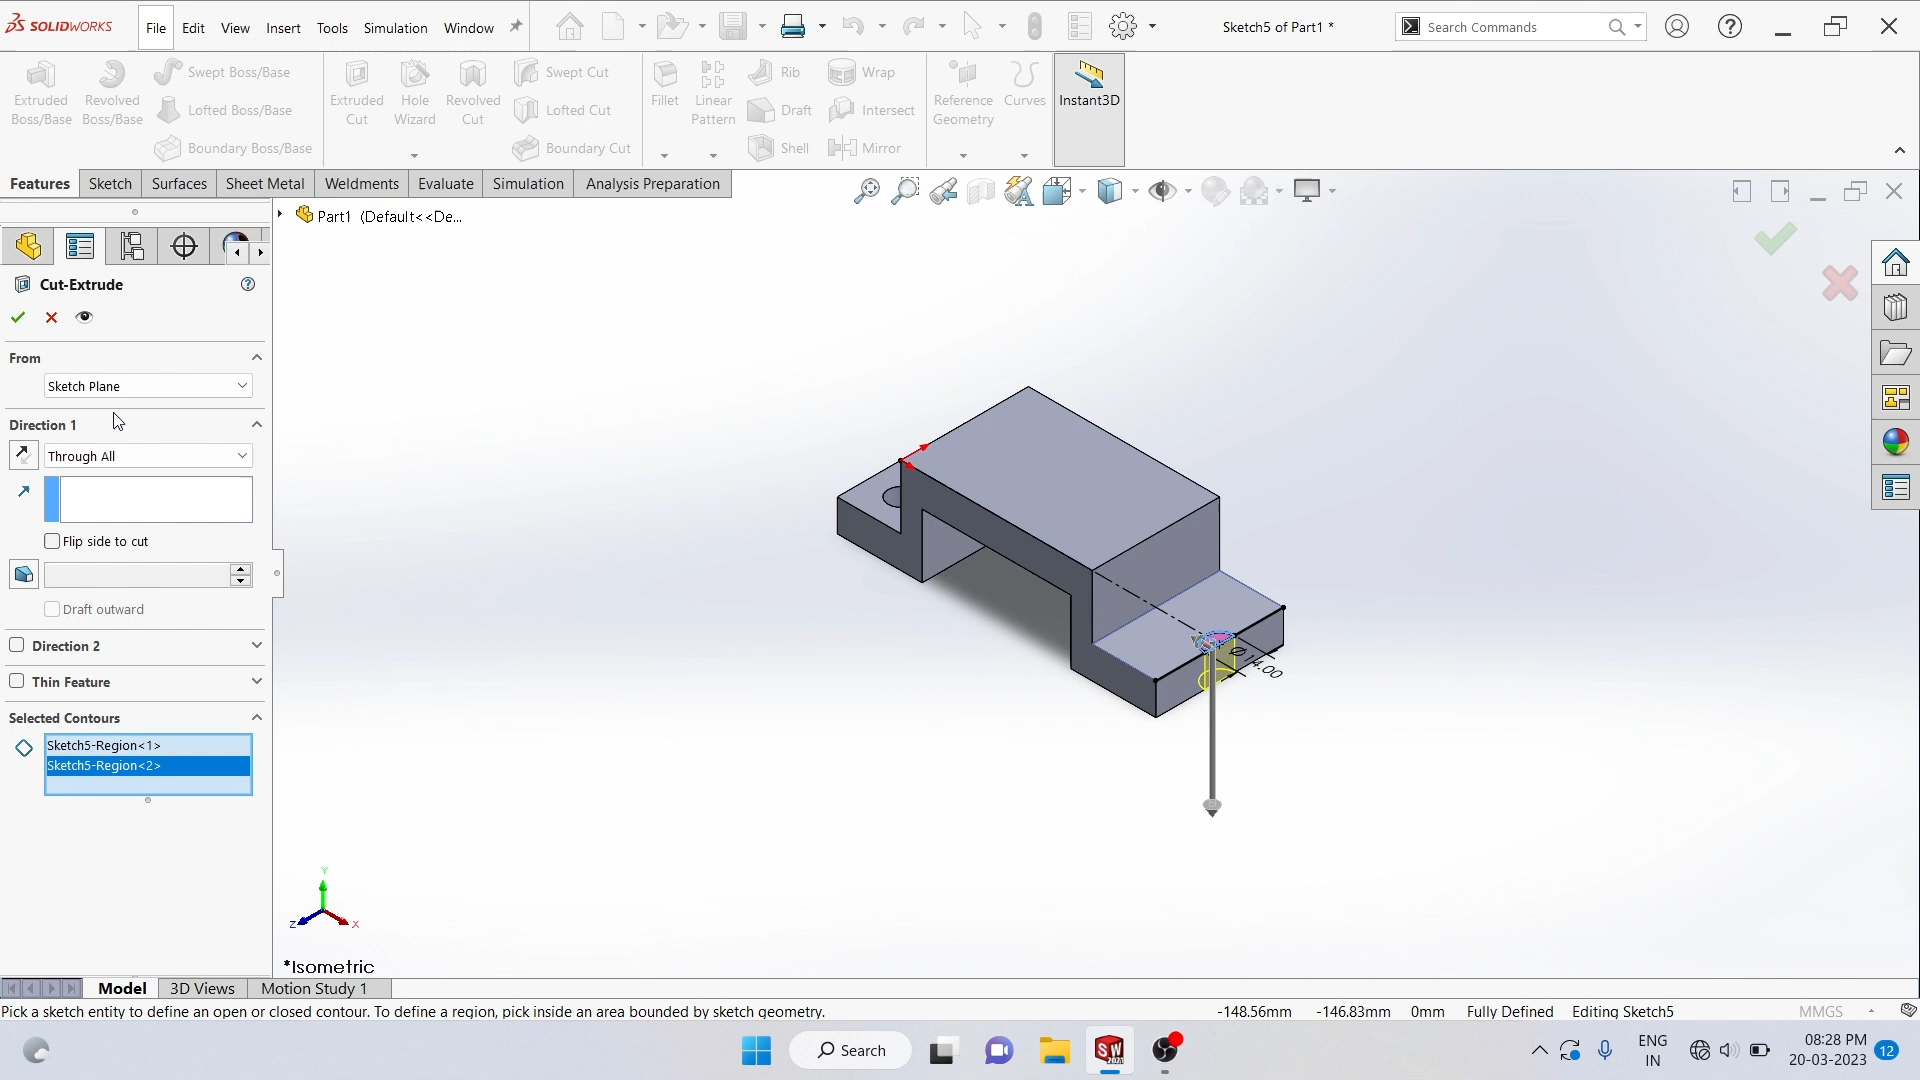 SOLIDWORKS File Edit View Insert Tools Simulation Window Sketch5 of Part1 * Search Commands
Extruded Boss/Base
Revolved Boss/Base
Swept Boss/Base
Lofted Boss/Base
Boundary Boss/Base
Extruded Cut
Hole Wizard
Revolved Cut
Swept Cut
Lofted Cut
Boundary Cut
Fillet
Linear Pattern
Rib
Draft
Shell
Wrap
Intersect
Mirror
Reference Geometry
Curves
Instant3D
Features Sketch Surfaces Sheet Metal Weldments Evaluate Simulation Analysis Preparation
Part1 (Default<<De...
Cut-Extrude
From
Sketch Plane
Direction 1
Through All
Flip side to cut
Draft outward
Direction 2
Thin Feature
Selected Contours
Sketch5-Region<1>
Sketch5-Region<2>
Ø14.00
Y
Z X
*Isometric
Model 3D Views Motion Study 1
Pick a sketch entity to define an open or closed contour. To define a region, pick inside an area bounded by sketch geometry. -148.56mm -146.83mm 0mm Fully Defined Editing Sketch5 MMGS
Search
SW
2021
ENG
IN
08:28 PM
20-03-2023
12